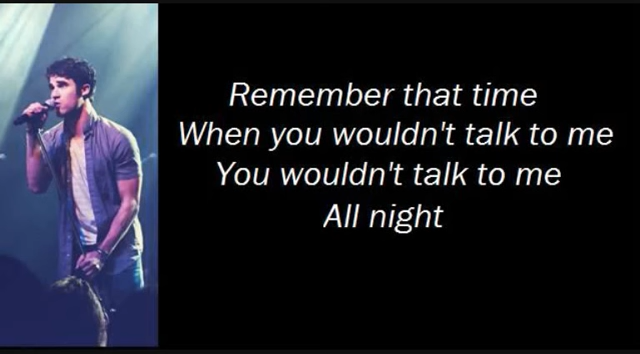 Remember that time
When you wouldn't talk to me
You wouldn't talk to me
All night